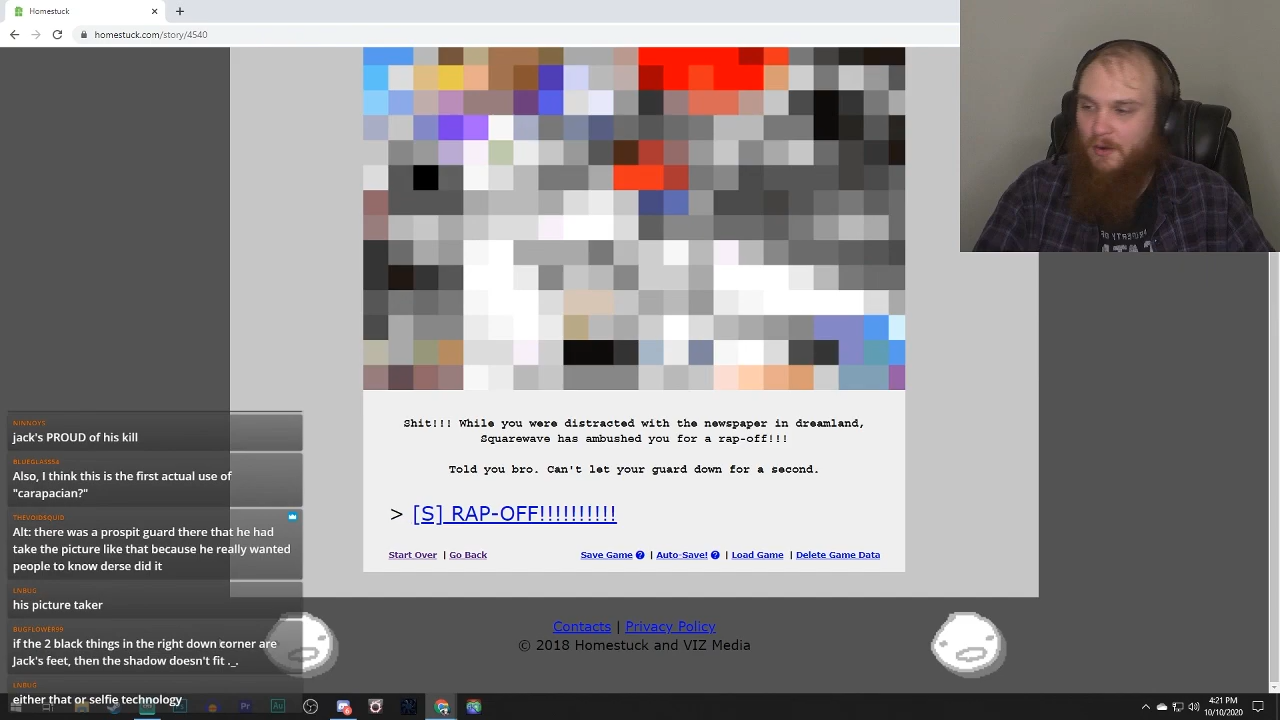 Homestuck
homestuck.com/story/4540
Shit!!! While you were distracted with the newspaper in dreamland,
Squarewave has ambushed you for a rap-off!!!
Told you bro. Can't let your guard down for a second.
> [S] RAP-OFF!!!!!!!!!!
Start Over | Go Back
Save Game ? | Auto-Save! ? | Load Game | Delete Game Data
Contacts | Privacy Policy
© 2018 Homestuck and VIZ Media
NINNOYS
jack's PROUD of his kill
BLUEGLASS54
Also, I think this is the first actual use of
"carapacian?"
THEVOIDSQUID
Alt: there was a prospit guard there that he had
take the picture like that because he really wanted
people to know derse did it
LNBUG
his picture taker
BUGFLOWER99
if the 2 black things in the right down corner are
Jack's feet, then the shadow doesn't fit ._.
LNBUG
either that or selfie technology
4:21 PM
10/10/2020